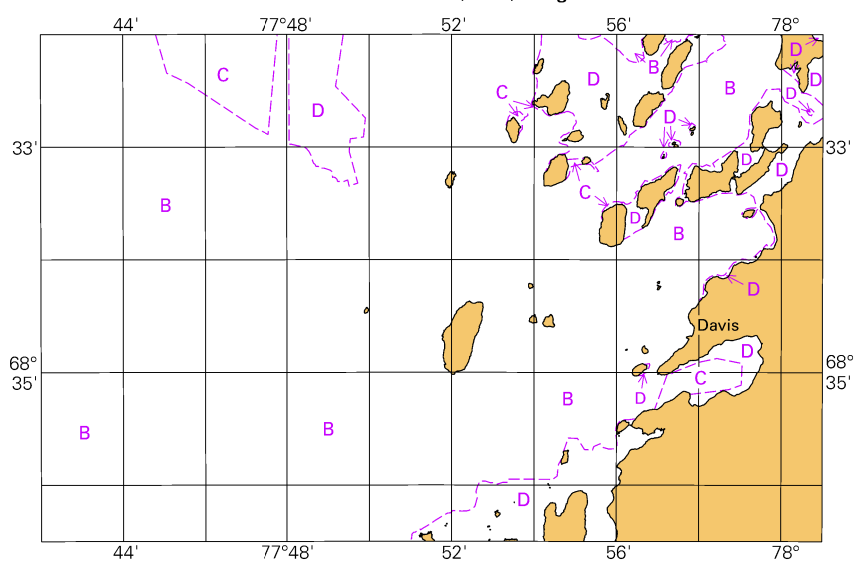 44' 77°48' 52' 56' 78°
C D C D B B D D D
D B
33' 33'
D D
B C D B
D
Davis
68° 35' D 68° 35'
C
B D
B B
D
44' 77°48' 52' 56' 78°